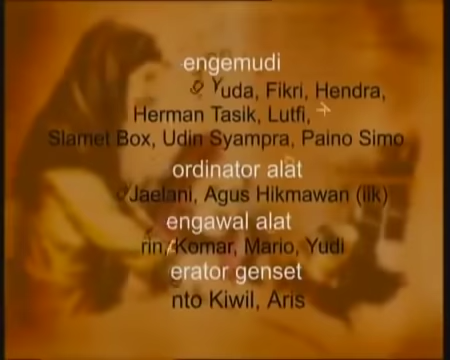 engemudi
Yuda, Fikri, Hendra,
Herman Tasik, Lutfi,
Slamet Box, Udin Syampra, Paino Simo
ordinator alat
Jaelani, Agus Hikmawan (iik)
engawal alat
rin, Komar, Mario, Yudi
erator genset
nto Kiwil, Aris